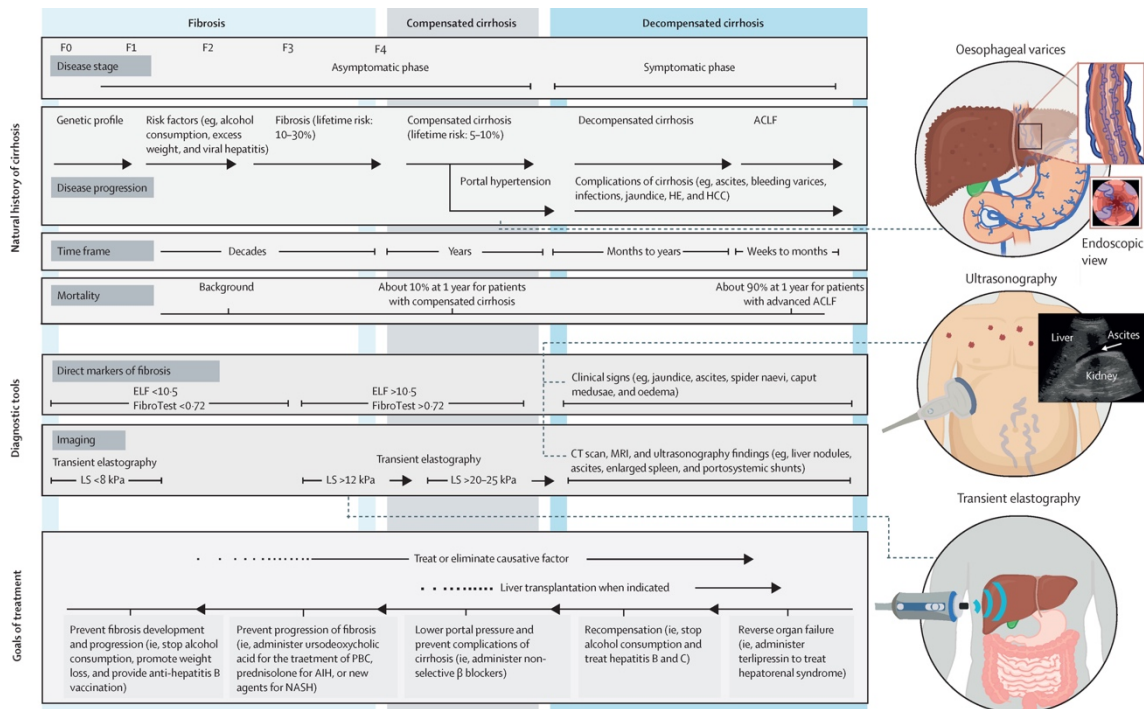 Fibrosis
Compensated cirrhosis
Decompensated cirrhosis
Natural history of cirrhosis
F0
F1
F2
F3
F4
Disease stage
Asymptomatic phase
Symptomatic phase
Genetic profile
Risk factors (eg, alcohol
consumption, excess
weight, and viral hepatitis)
Fibrosis (lifetime risk:
10–30%)
Compensated cirrhosis
(lifetime risk: 5–10%)
Decompensated cirrhosis
ACLF
Disease progression
Portal hypertension
Complications of cirrhosis (eg, ascites, bleeding varices,
infections, jaundice, HE, and HCC)
Time frame
Decades
Years
Months to years
Weeks to months
Mortality
Background
About 10% at 1 year for patients
with compensated cirrhosis
About 90% at 1 year for patients
with advanced ACLF
Diagnostic tools
Direct markers of fibrosis
ELF <10·5
FibroTest <0·72
ELF >10·5
FibroTest >0·72
Clinical signs (eg, jaundice, ascites, spider naevi, caput
medusae, and oedema)
Imaging
Transient elastography
LS <8 kPa
Transient elastography
LS >12 kPa
LS >20–25 kPa
CT scan, MRI, and ultrasonography findings (eg, liver nodules,
ascites, enlarged spleen, and portosystemic shunts)
Goals of treatment
Treat or eliminate causative factor
Liver transplantation when indicated
Prevent fibrosis development
and progression (ie, stop alcohol
consumption, promote weight
loss, and provide anti-hepatitis B
vaccination)
Prevent progression of fibrosis
(ie, administer ursodeoxycholic
acid for the traetment of PBC,
prednisolone for AIH, or new
agents for NASH)
Lower portal pressure and
prevent complications of
cirrhosis (ie, administer non-
selective β blockers)
Recompensation (ie, stop
alcohol consumption and
treat hepatitis B and C)
Reverse organ failure
(ie, administer
terlipressin to treat
hepatorenal syndrome)
Oesophageal varices
Endoscopic
view
Ultrasonography
Liver
Ascites
Kidney
Transient elastography